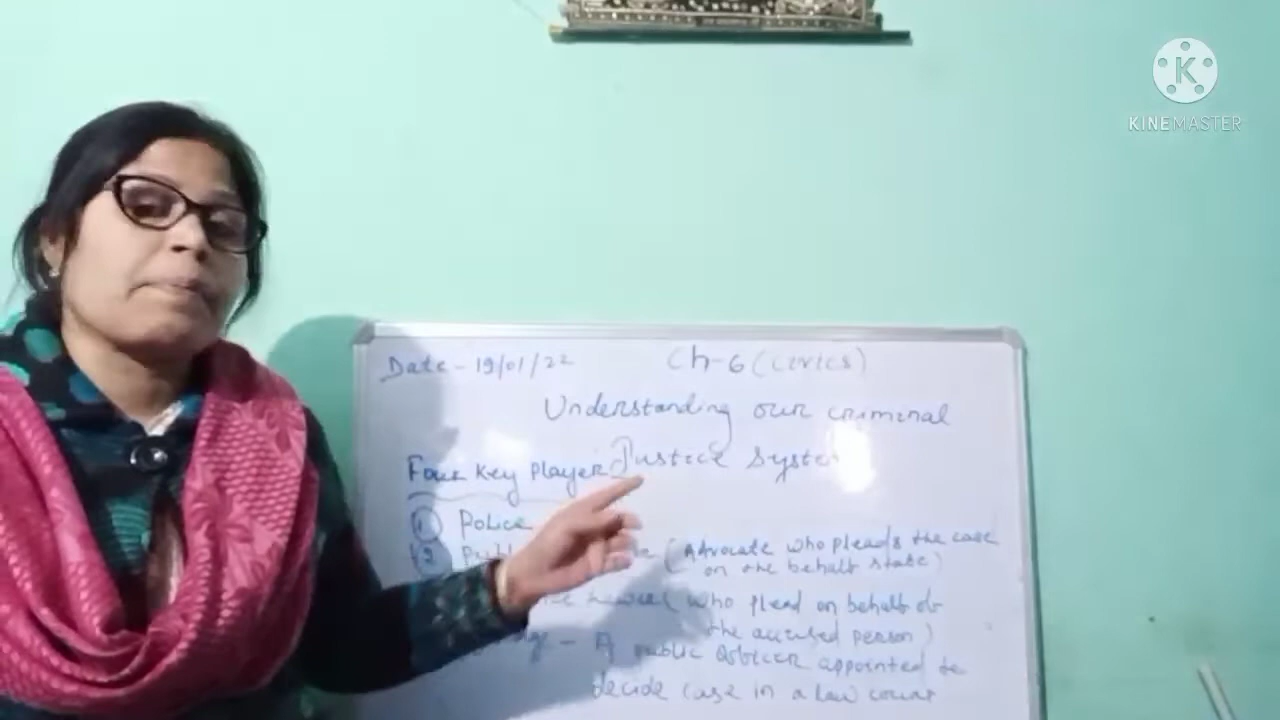 KINEMASTER
Date - 19/01/22 Ch-6 (civics)
Understanding our criminal
Justice System
Four Key Player
① Police
② (Advocate who pleads the case
on the behalf state)
(who plead on behalf of
the accused person)
- A public officer appointed to
decide case in a law court